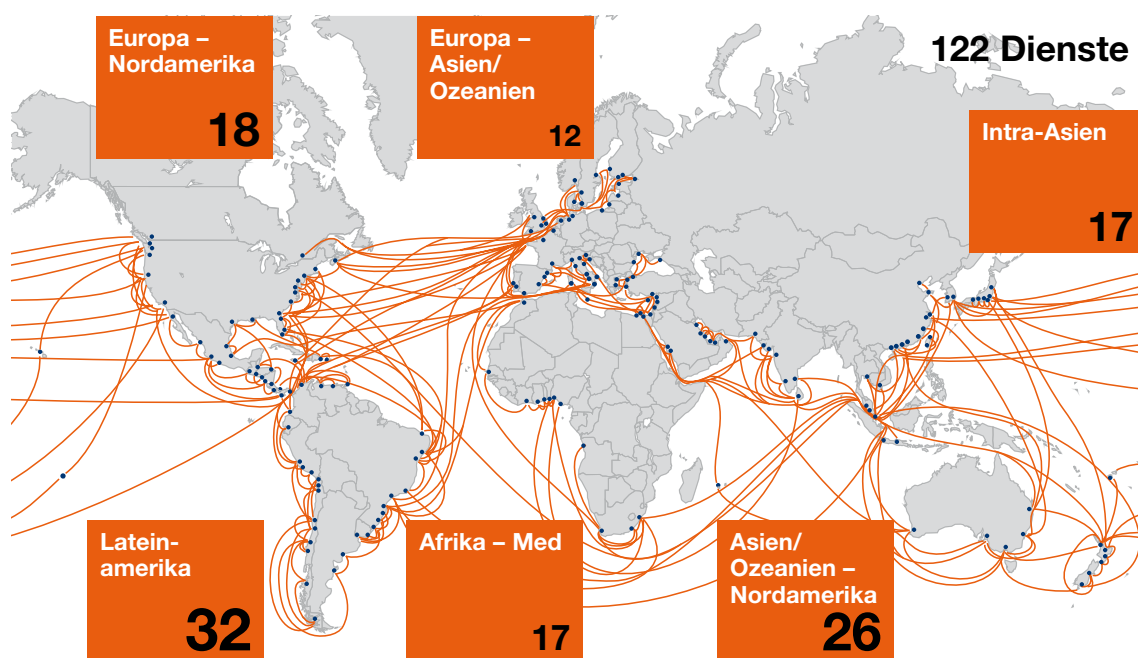 Europa –
Nordamerika
18
Europa –
Asien/
Ozeanien
12
122 Dienste
Intra-Asien
17
Latein-
amerika
32
Afrika – Med
17
Asien/
Ozeanien –
Nordamerika
26